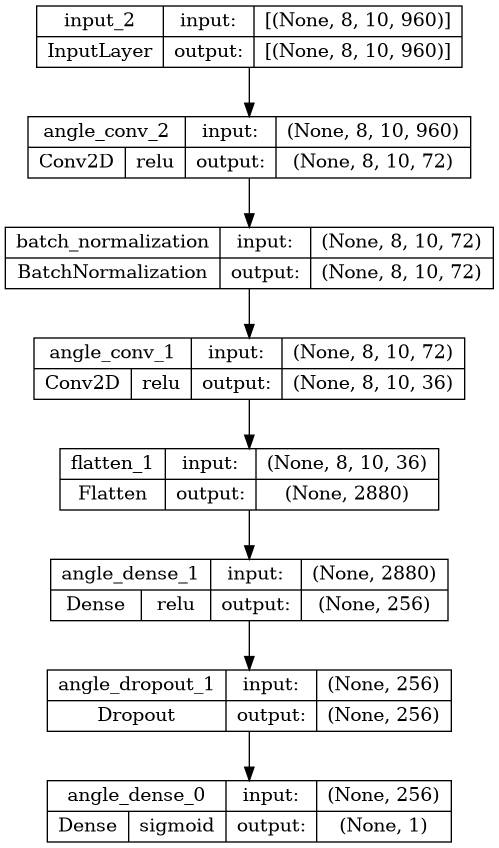 input_2 input: [(None, 8, 10, 960)]
InputLayer output: [(None, 8, 10, 960)]
angle_conv_2 input: (None, 8, 10, 960)
Conv2D relu output: (None, 8, 10, 72)
batch_normalization input: (None, 8, 10, 72)
BatchNormalization output: (None, 8, 10, 72)
angle_conv_1 input: (None, 8, 10, 72)
Conv2D relu output: (None, 8, 10, 36)
flatten_1 input: (None, 8, 10, 36)
Flatten output: (None, 2880)
angle_dense_1 input: (None, 2880)
Dense relu output: (None, 256)
angle_dropout_1 input: (None, 256)
Dropout output: (None, 256)
angle_dense_0 input: (None, 256)
Dense sigmoid output: (None, 1)